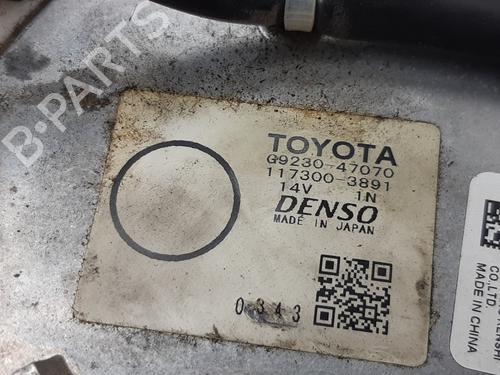 B-PARTS
TOYOTA
G9230-47070
117300-3891
14V 1N
DENSO
MADE IN JAPAN
0343
CO.,LTD.
MADE IN CHINA